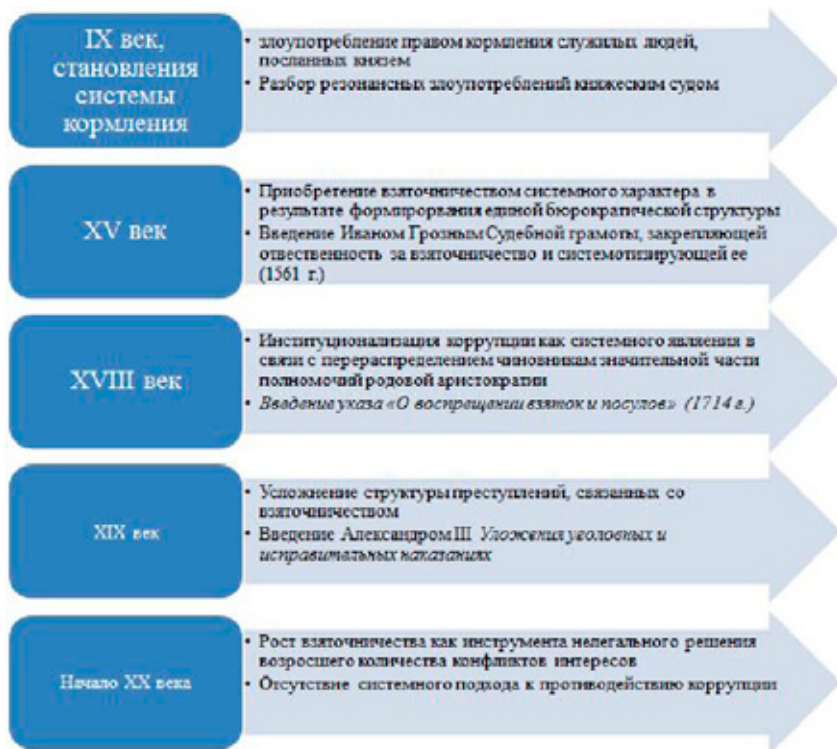 IX век,
становления
системы
кормления
• злоупотребление правом кормления служилых людей,
посланных князем
• Разбор резонансных злоупотреблений княжеским судом
XV век
• Приобретение взяточничеством системного характера в
результате формирорвания единой бюрократической структуры
• Введение Иваном Грозным Судебной грамоты, закрепляющей
отвественность за взяточничество и системотизирующей ее
(1561 г.)
XVIII век
• Институционализация коррупции как системного являения в
связи с перераспределением чиновникам значительной части
полномочий родовой аристократии
• Введение указа «О воспрещении взяток и посулов» (1714 г.)
XIX век
• Усложнение структуры преступлений, связанных со
взяточничеством
• Введение Александром III Уложения уголовных и
исправительных наказаниях
Начало XX века
• Рост взяточничества как инструмента нелегального решения
возросшего количества конфликтов интересов
• Отсутствие системного подхода к противодействию коррупции